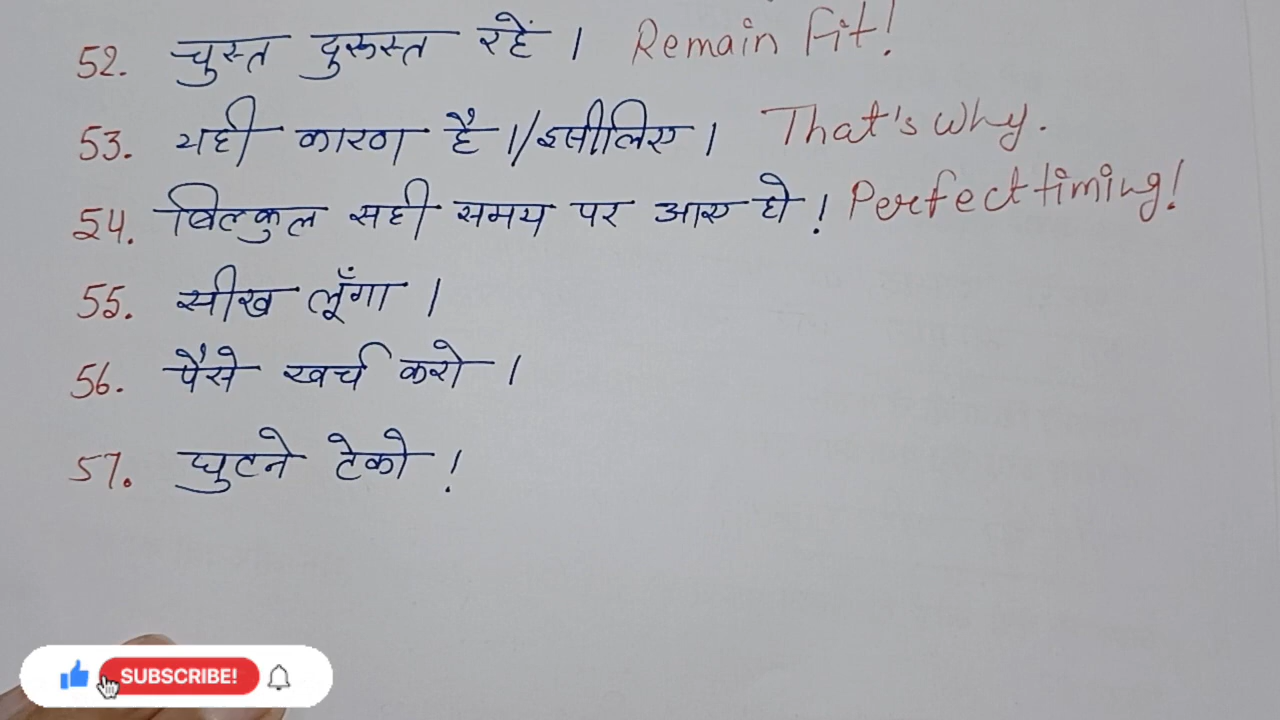 52. चुस्त दुरूस्त रहें । Remain Fit!
53. यही कारण है ।/इसीलिए । That's Why.
54. बिल्कुल सही समय पर आए हो ! Perfect timing!
55. सीख लूँगा ।
56. पैसे खर्च करो ।
57. घुटने टेको !
SUBSCRIBE!